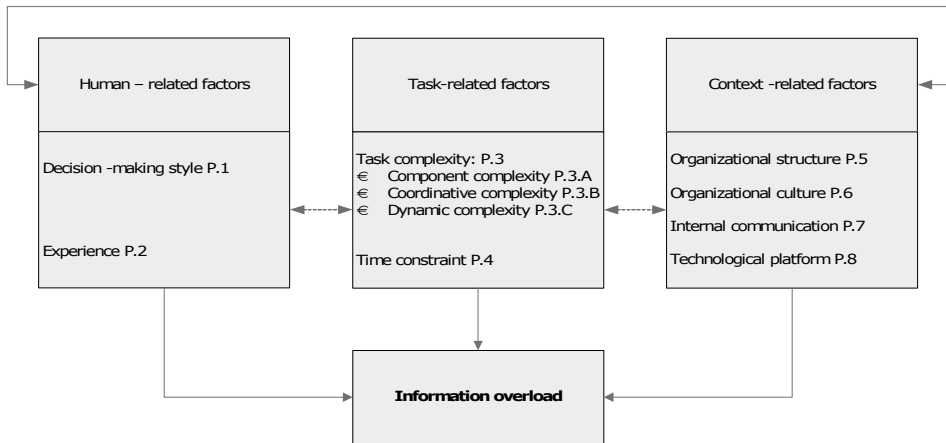 Human – related factors
Decision -making style P.1
Experience P.2
Task-related factors
Task complexity: P.3
€ Component complexity P.3.A
€ Coordinative complexity P.3.B
€ Dynamic complexity P.3.C
Time constraint P.4
Context -related factors
Organizational structure P.5
Organizational culture P.6
Internal communication P.7
Technological platform P.8
Information overload